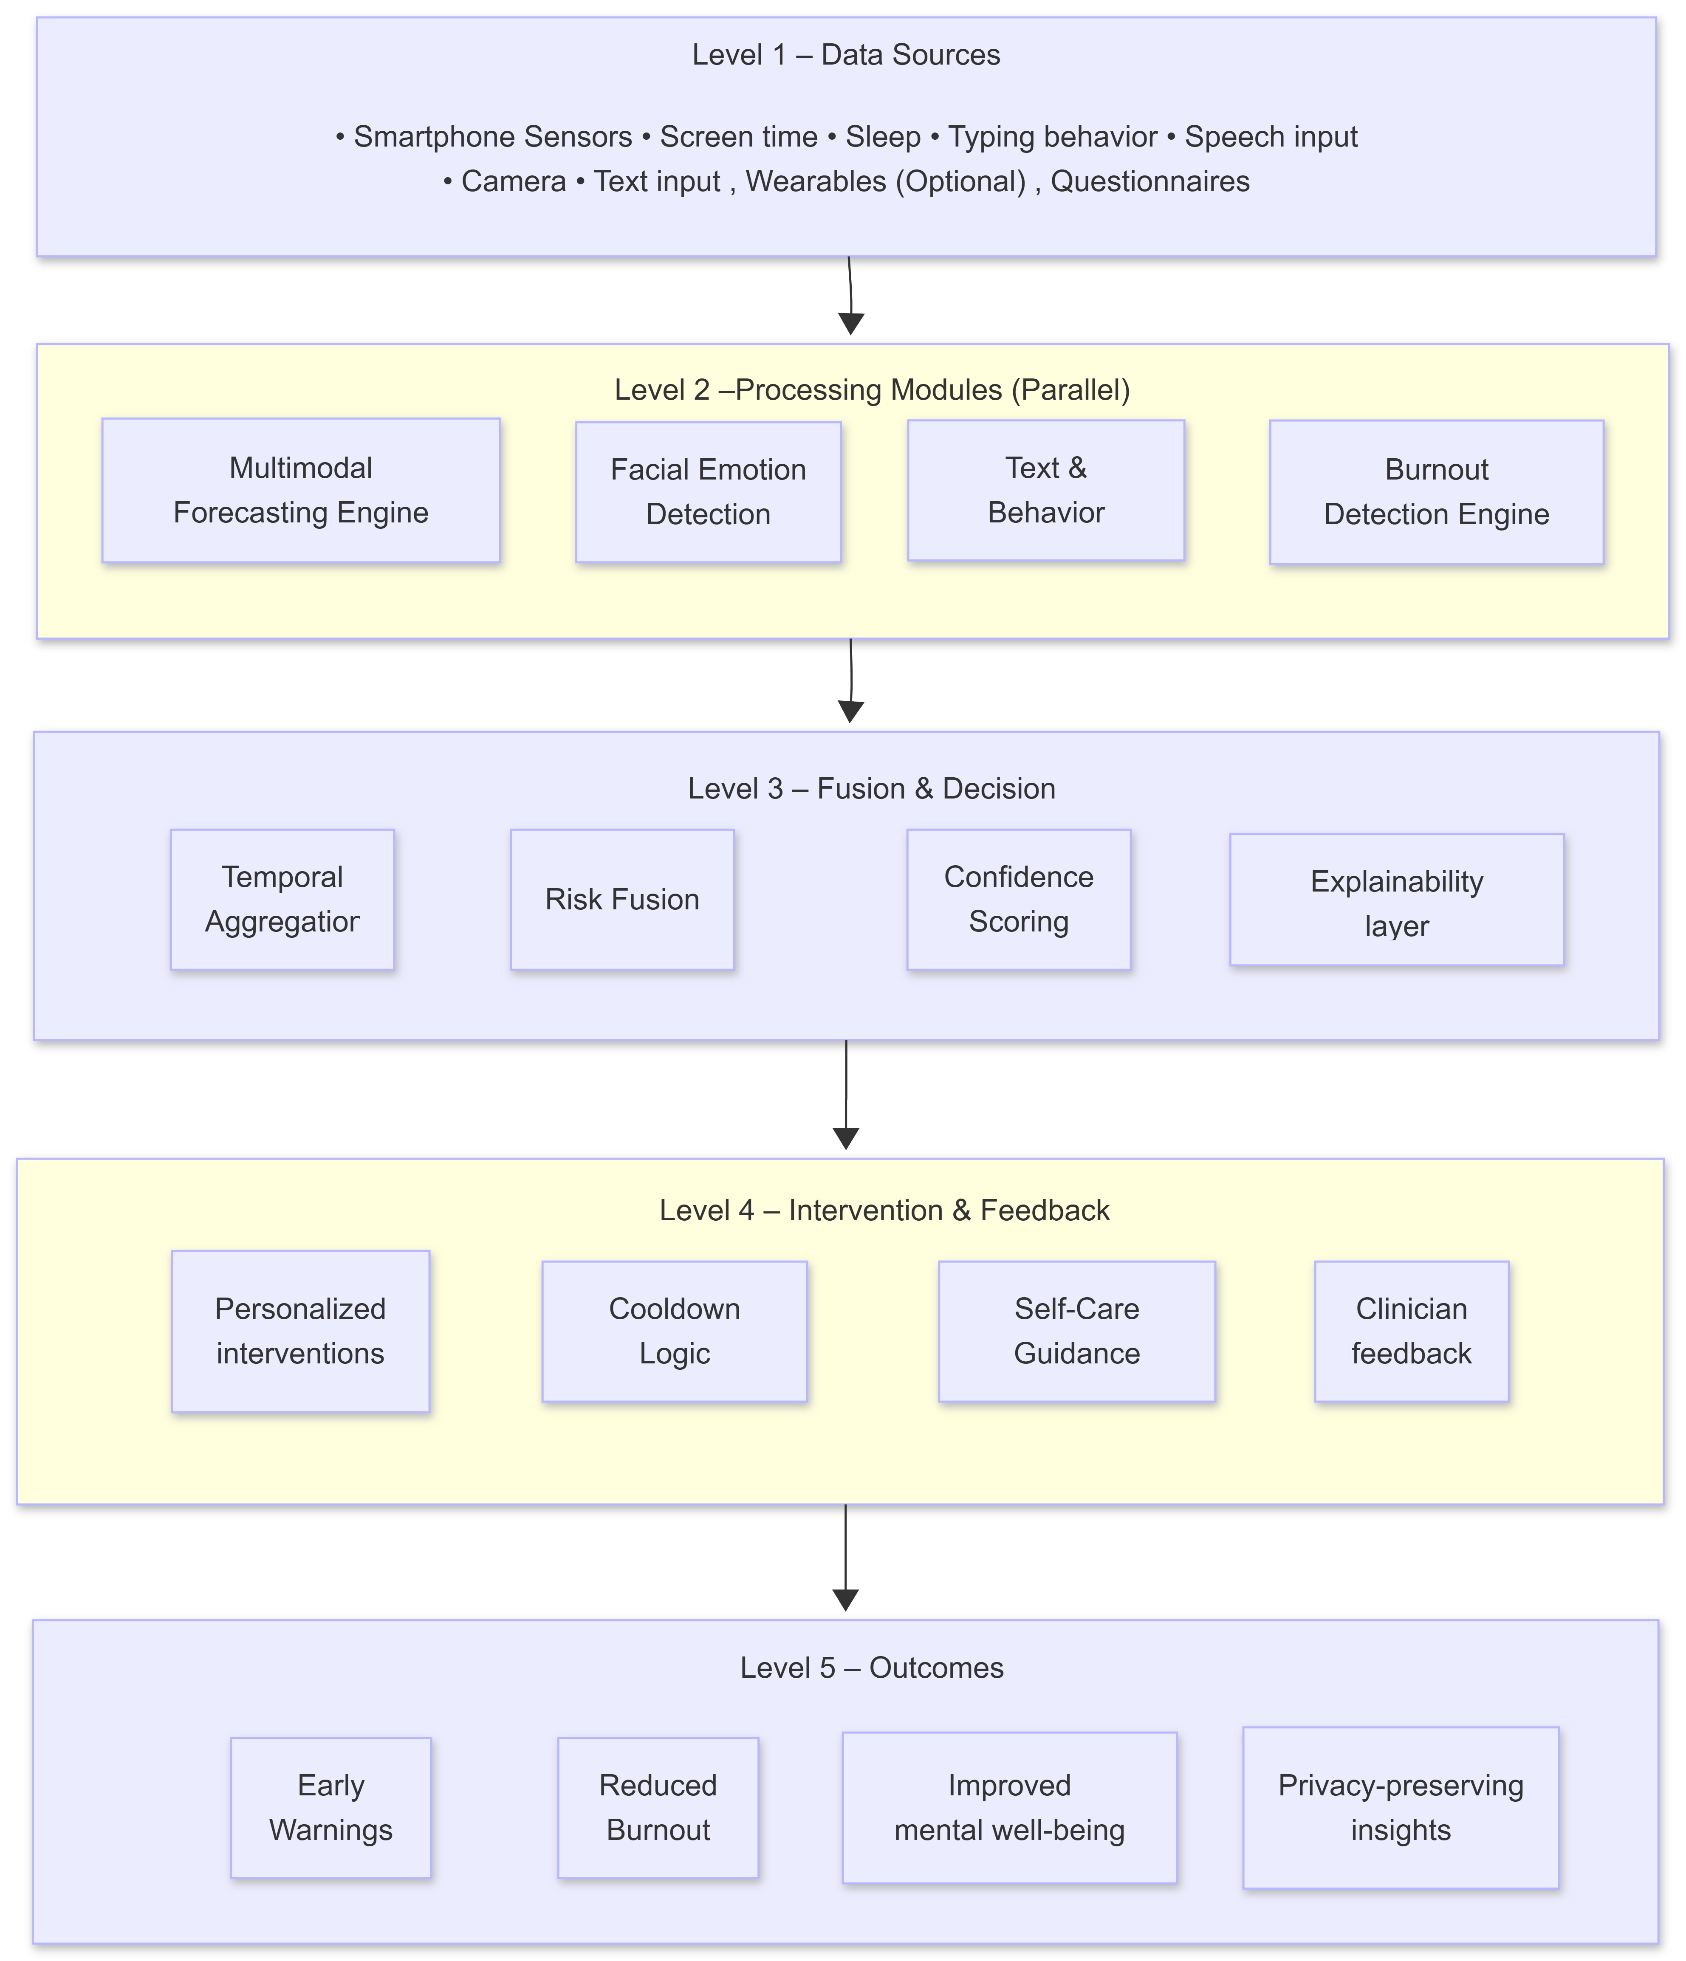 Level 1 – Data Sources
• Smartphone Sensors • Screen time • Sleep • Typing behavior • Speech input
• Camera • Text input , Wearables (Optional) , Questionnaires
Level 2 –Processing Modules (Parallel)
Multimodal
Forecasting Engine
Facial Emotion
Detection
Text &
Behavior
Burnout
Detection Engine
Level 3 – Fusion & Decision
Temporal
Aggregation
Risk Fusion
Confidence
Scoring
Explainability
layer
Level 4 – Intervention & Feedback
Personalized
interventions
Cooldown
Logic
Self-Care
Guidance
Clinician
feedback
Level 5 – Outcomes
Early
Warnings
Reduced
Burnout
Improved
mental well-being
Privacy-preserving
insights